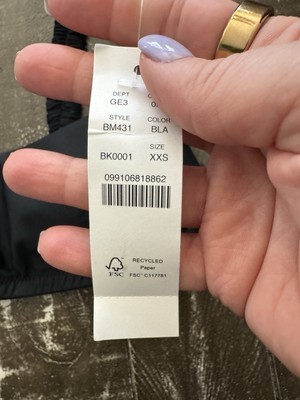 DEPT
GE3
STYLE COLOR
BM431 BLA
SIZE
BK0001 XXS
099106818862
RECYCLED
Paper
FSC
FSC® C117781